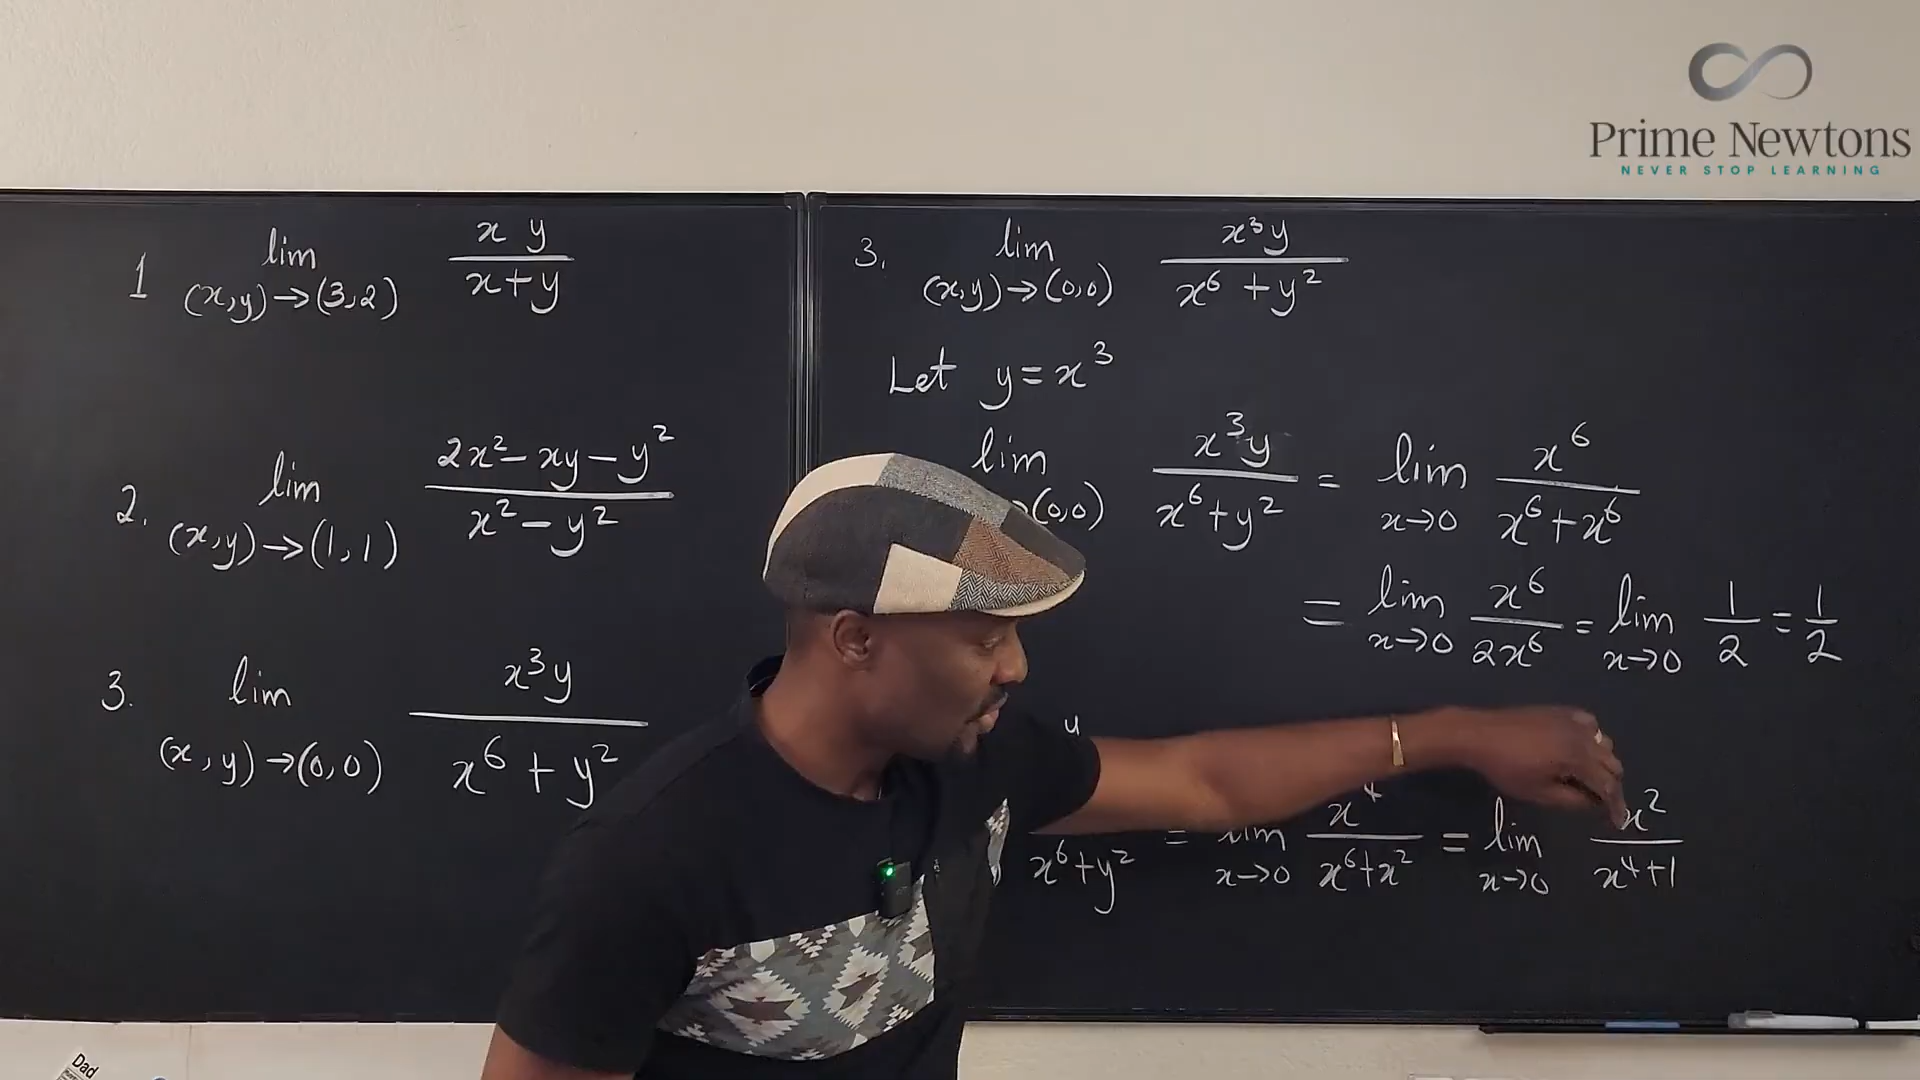 Prime Newtons
NEVER STOP LEARNING
1 lim (x,y)→(3,2) x y / x+y
2. lim (x,y)→(1,1) 2x²-xy-y² / x²-y²
3. lim (x,y)→(0,0) x³y / x⁶+y²
3. lim (x,y)→(0,0) x³y / x⁶+y²
Let y=x³
lim →(0,0) x³y / x⁶+y² = lim x→0 x⁶ / x⁶+x⁶
= lim x→0 x⁶ / 2x⁶ = lim x→0 1/2 = 1/2
x⁶+y² = lim x→0 x⁴ / x⁶+x² = lim x→0 x² / x⁴+1
Dad